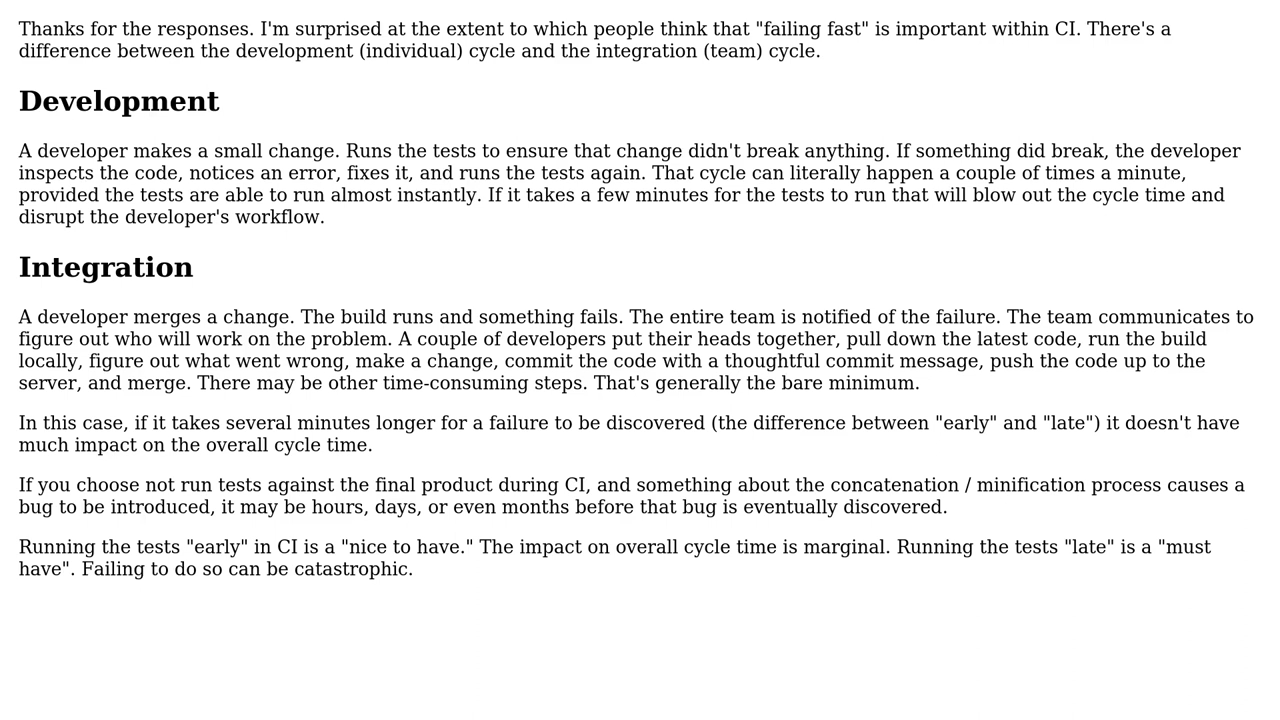 Thanks for the responses. I'm surprised at the extent to which people think that "failing fast" is important within CI. There's a
difference between the development (individual) cycle and the integration (team) cycle.
Development
A developer makes a small change. Runs the tests to ensure that change didn't break anything. If something did break, the developer
inspects the code, notices an error, fixes it, and runs the tests again. That cycle can literally happen a couple of times a minute,
provided the tests are able to run almost instantly. If it takes a few minutes for the tests to run that will blow out the cycle time and
disrupt the developer's workflow.
Integration
A developer merges a change. The build runs and something fails. The entire team is notified of the failure. The team communicates to
figure out who will work on the problem. A couple of developers put their heads together, pull down the latest code, run the build
locally, figure out what went wrong, make a change, commit the code with a thoughtful commit message, push the code up to the
server, and merge. There may be other time-consuming steps. That's generally the bare minimum.
In this case, if it takes several minutes longer for a failure to be discovered (the difference between "early" and "late") it doesn't have
much impact on the overall cycle time.
If you choose not run tests against the final product during CI, and something about the concatenation / minification process causes a
bug to be introduced, it may be hours, days, or even months before that bug is eventually discovered.
Running the tests "early" in CI is a "nice to have." The impact on overall cycle time is marginal. Running the tests "late" is a "must
have". Failing to do so can be catastrophic.